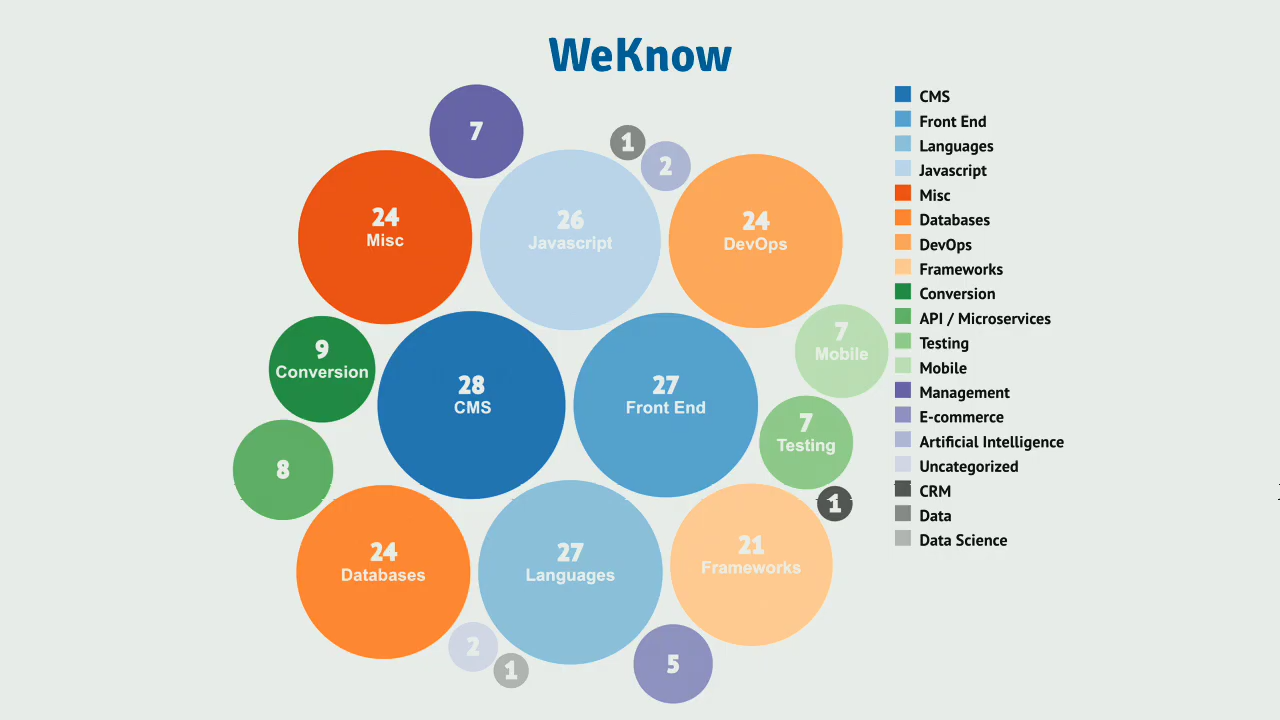 WeKnow
7
1
2
24
Misc
26
Javascript
24
DevOps
9
Conversion
28
CMS
27
Front End
7
Mobile
7
Testing
8
1
24
Databases
27
Languages
21
Frameworks
2
1
5
CMS
Front End
Languages
Javascript
Misc
Databases
DevOps
Frameworks
Conversion
API / Microservices
Testing
Mobile
Management
E-commerce
Artificial Intelligence
Uncategorized
CRM
Data
Data Science